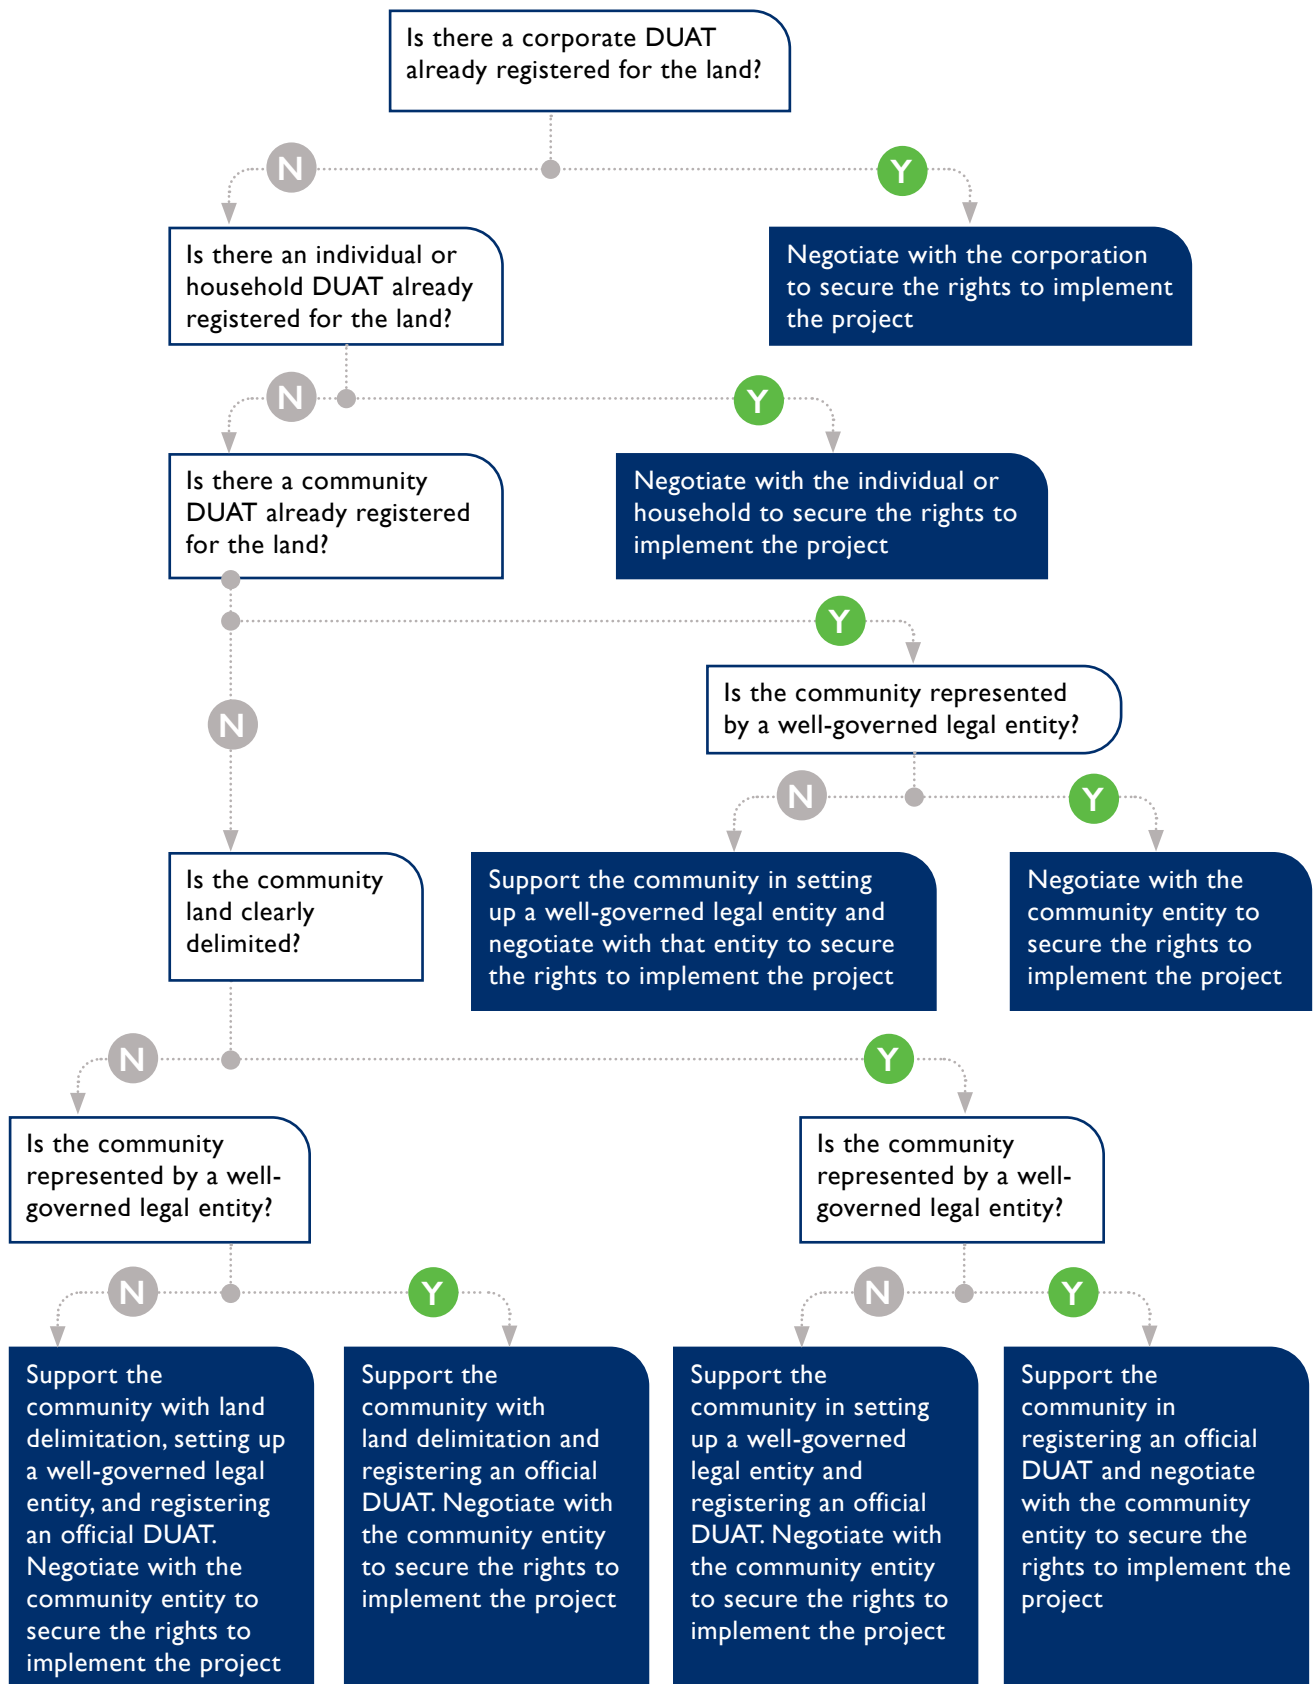 Is there a corporate DUAT
already registered for the land?
N
Y
Is there an individual or
household DUAT already
registered for the land?
Negotiate with the corporation
to secure the rights to implement
the project
N
Y
Is there a community
DUAT already registered
for the land?
Negotiate with the individual or
household to secure the rights to
implement the project
Y
Is the community represented
by a well-governed legal entity?
N
N
Y
Is the community
land clearly
delimited?
Support the community in setting
up a well-governed legal entity and
negotiate with that entity to secure
the rights to implement the project
Negotiate with the
community entity to
secure the rights to
implement the project
N
Y
Is the community
represented by a well-
governed legal entity?
Is the community
represented by a well-
governed legal entity?
N
Y
N
Y
Support the
community with land
delimitation, setting up
a well-governed legal
entity, and registering
an official DUAT.
Negotiate with the
community entity to
secure the rights to
implement the project
Support the
community with
land delimitation and
registering an official
DUAT. Negotiate with
the community entity
to secure the rights to
implement the project
Support the
community in setting
up a well-governed
legal entity and
registering an official
DUAT. Negotiate with
the community entity
to secure the rights to
implement the project
Support the
community in
registering an official
DUAT and negotiate
with the community
entity to secure the
rights to implement the
project